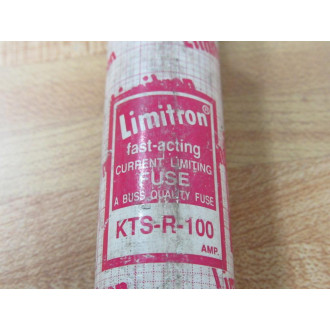 Limitron®
fast-acting
CURRENT LIMITING
FUSE
A BUSS QUALITY FUSE
KTS-R-100
AMP.